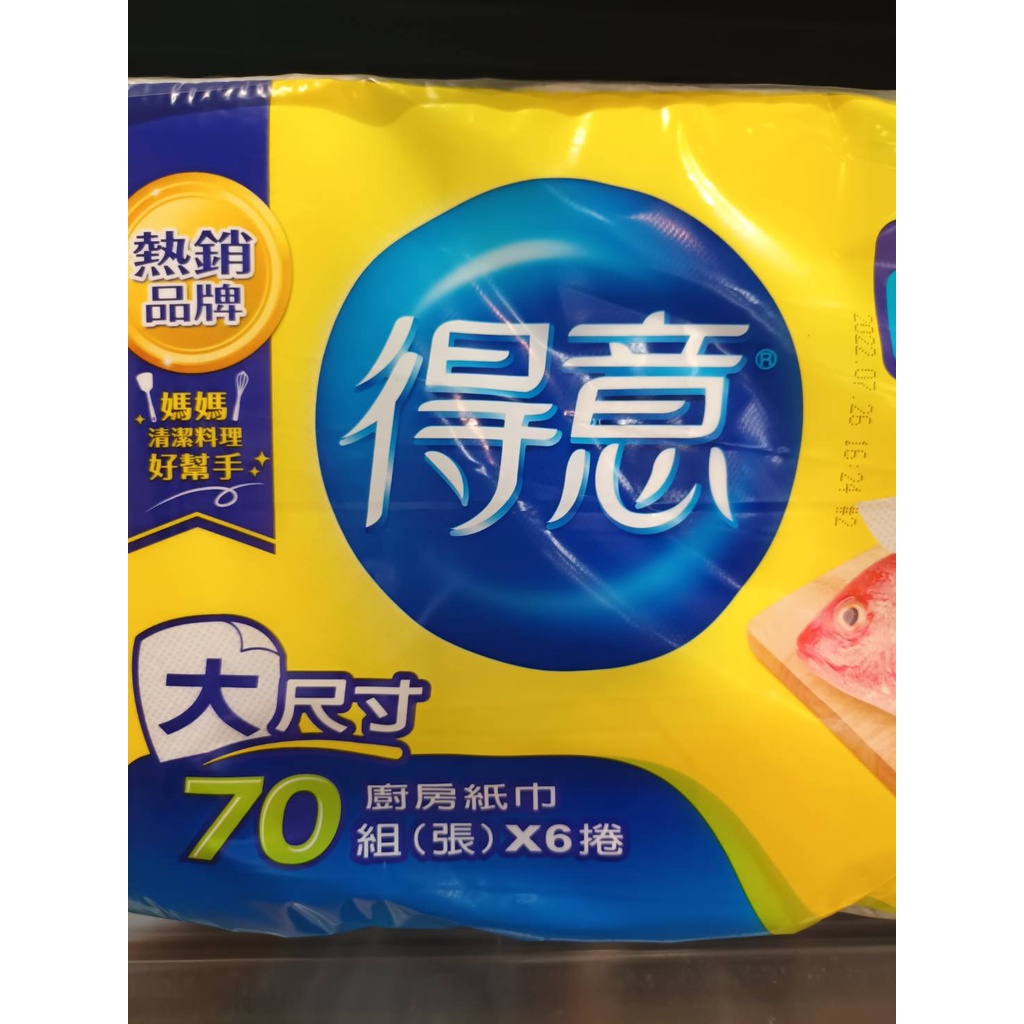 熱銷
品牌
媽媽
清潔料理
好幫手
得意®
2022.07.26 16:24 #2
大尺寸
70 廚房紙巾
組(張)X6捲